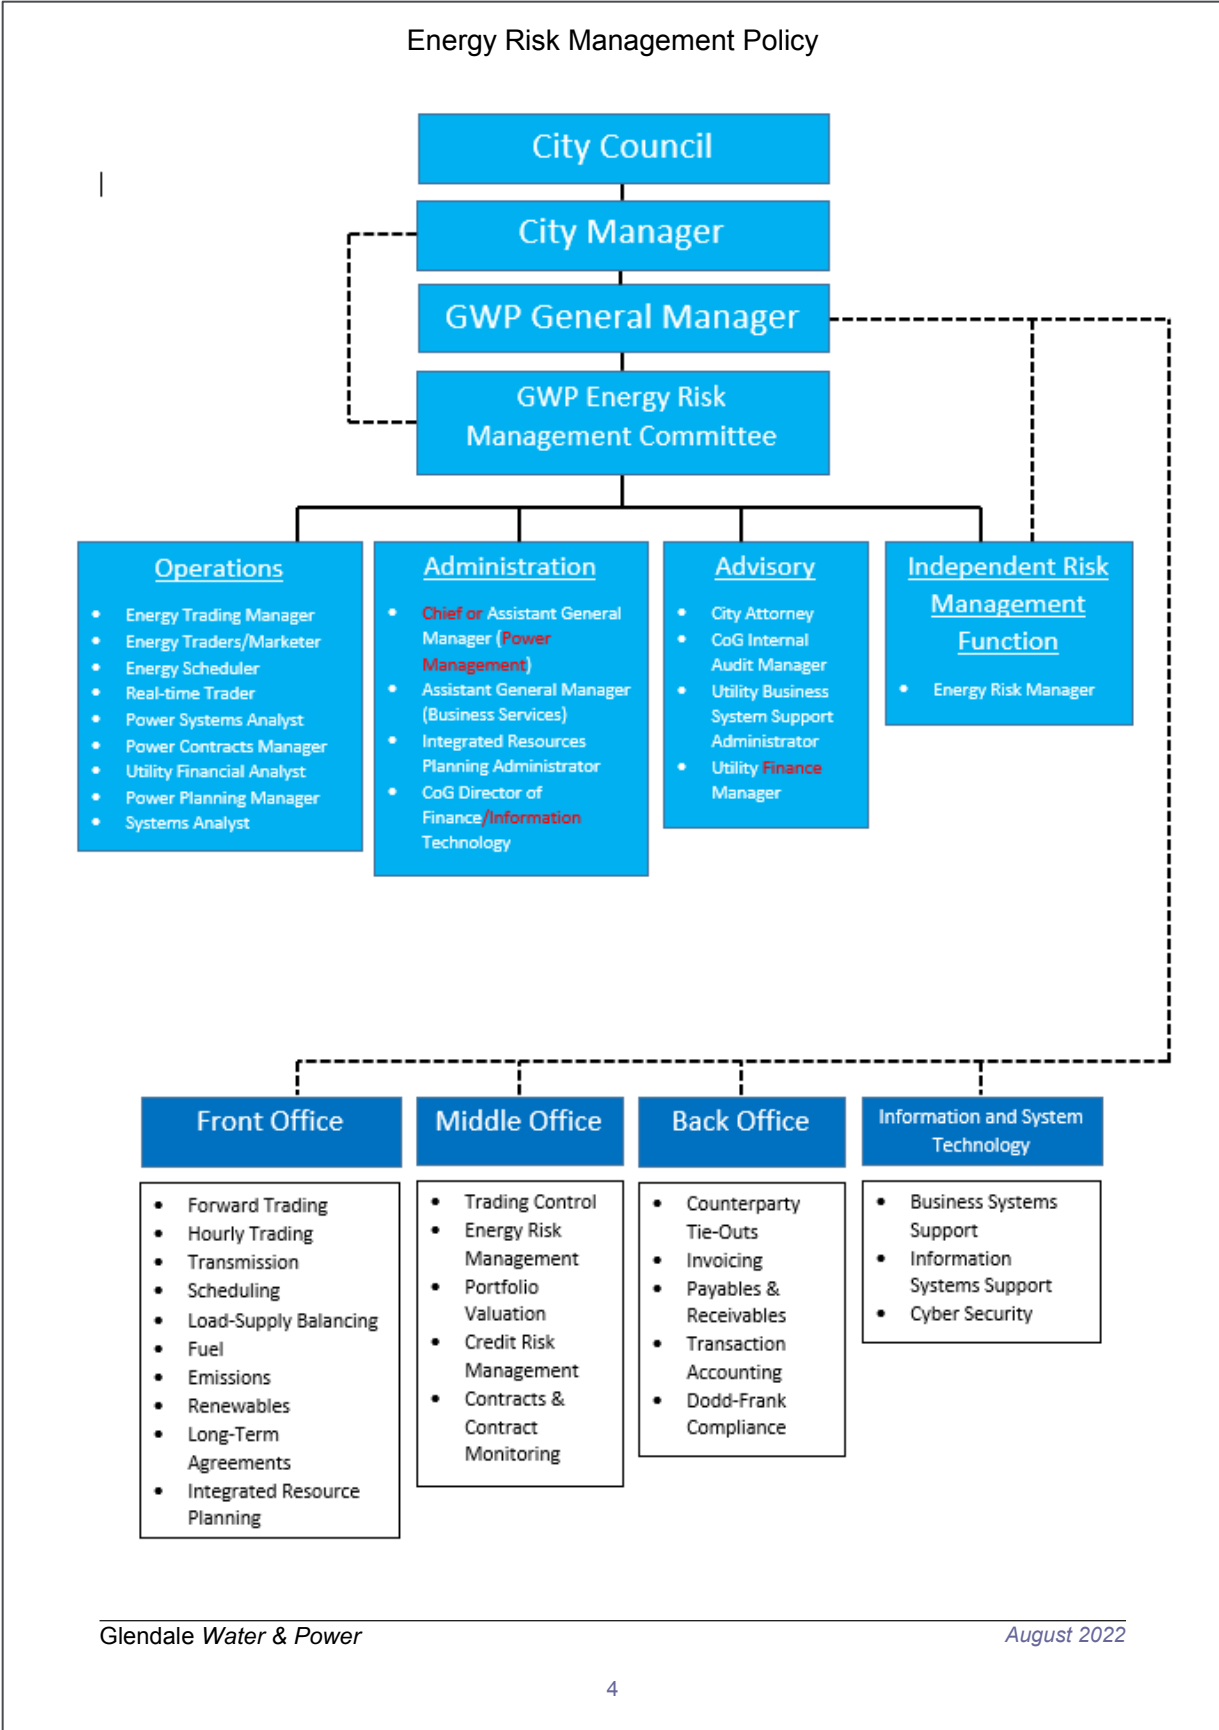 Energy Risk Management Policy
City Council
City Manager
GWP General Manager
GWP Energy Risk
Management Committee
Operations
• Energy Trading Manager
• Energy Traders/Marketer
• Energy Scheduler
• Real-time Trader
• Power Systems Analyst
• Power Contracts Manager
• Utility Financial Analyst
• Power Planning Manager
• Systems Analyst
Administration
• Chief or Assistant General
Manager (Power
Management)
• Assistant General Manager
(Business Services)
• Integrated Resources
Planning Administrator
• CoG Director of
Finance/Information
Technology
Advisory
• City Attorney
• CoG Internal
Audit Manager
• Utility Business
System Support
Administrator
• Utility Finance
Manager
Independent Risk
Management
Function
• Energy Risk Manager
Front Office
• Forward Trading
• Hourly Trading
• Transmission
• Scheduling
• Load-Supply Balancing
• Fuel
• Emissions
• Renewables
• Long-Term
Agreements
• Integrated Resource
Planning
Middle Office
• Trading Control
• Energy Risk
Management
• Portfolio
Valuation
• Credit Risk
Management
• Contracts &
Contract
Monitoring
Back Office
• Counterparty
Tie-Outs
• Invoicing
• Payables &
Receivables
• Transaction
Accounting
• Dodd-Frank
Compliance
Information and System
Technology
• Business Systems
Support
• Information
Systems Support
• Cyber Security
Glendale Water & Power
August 2022
4